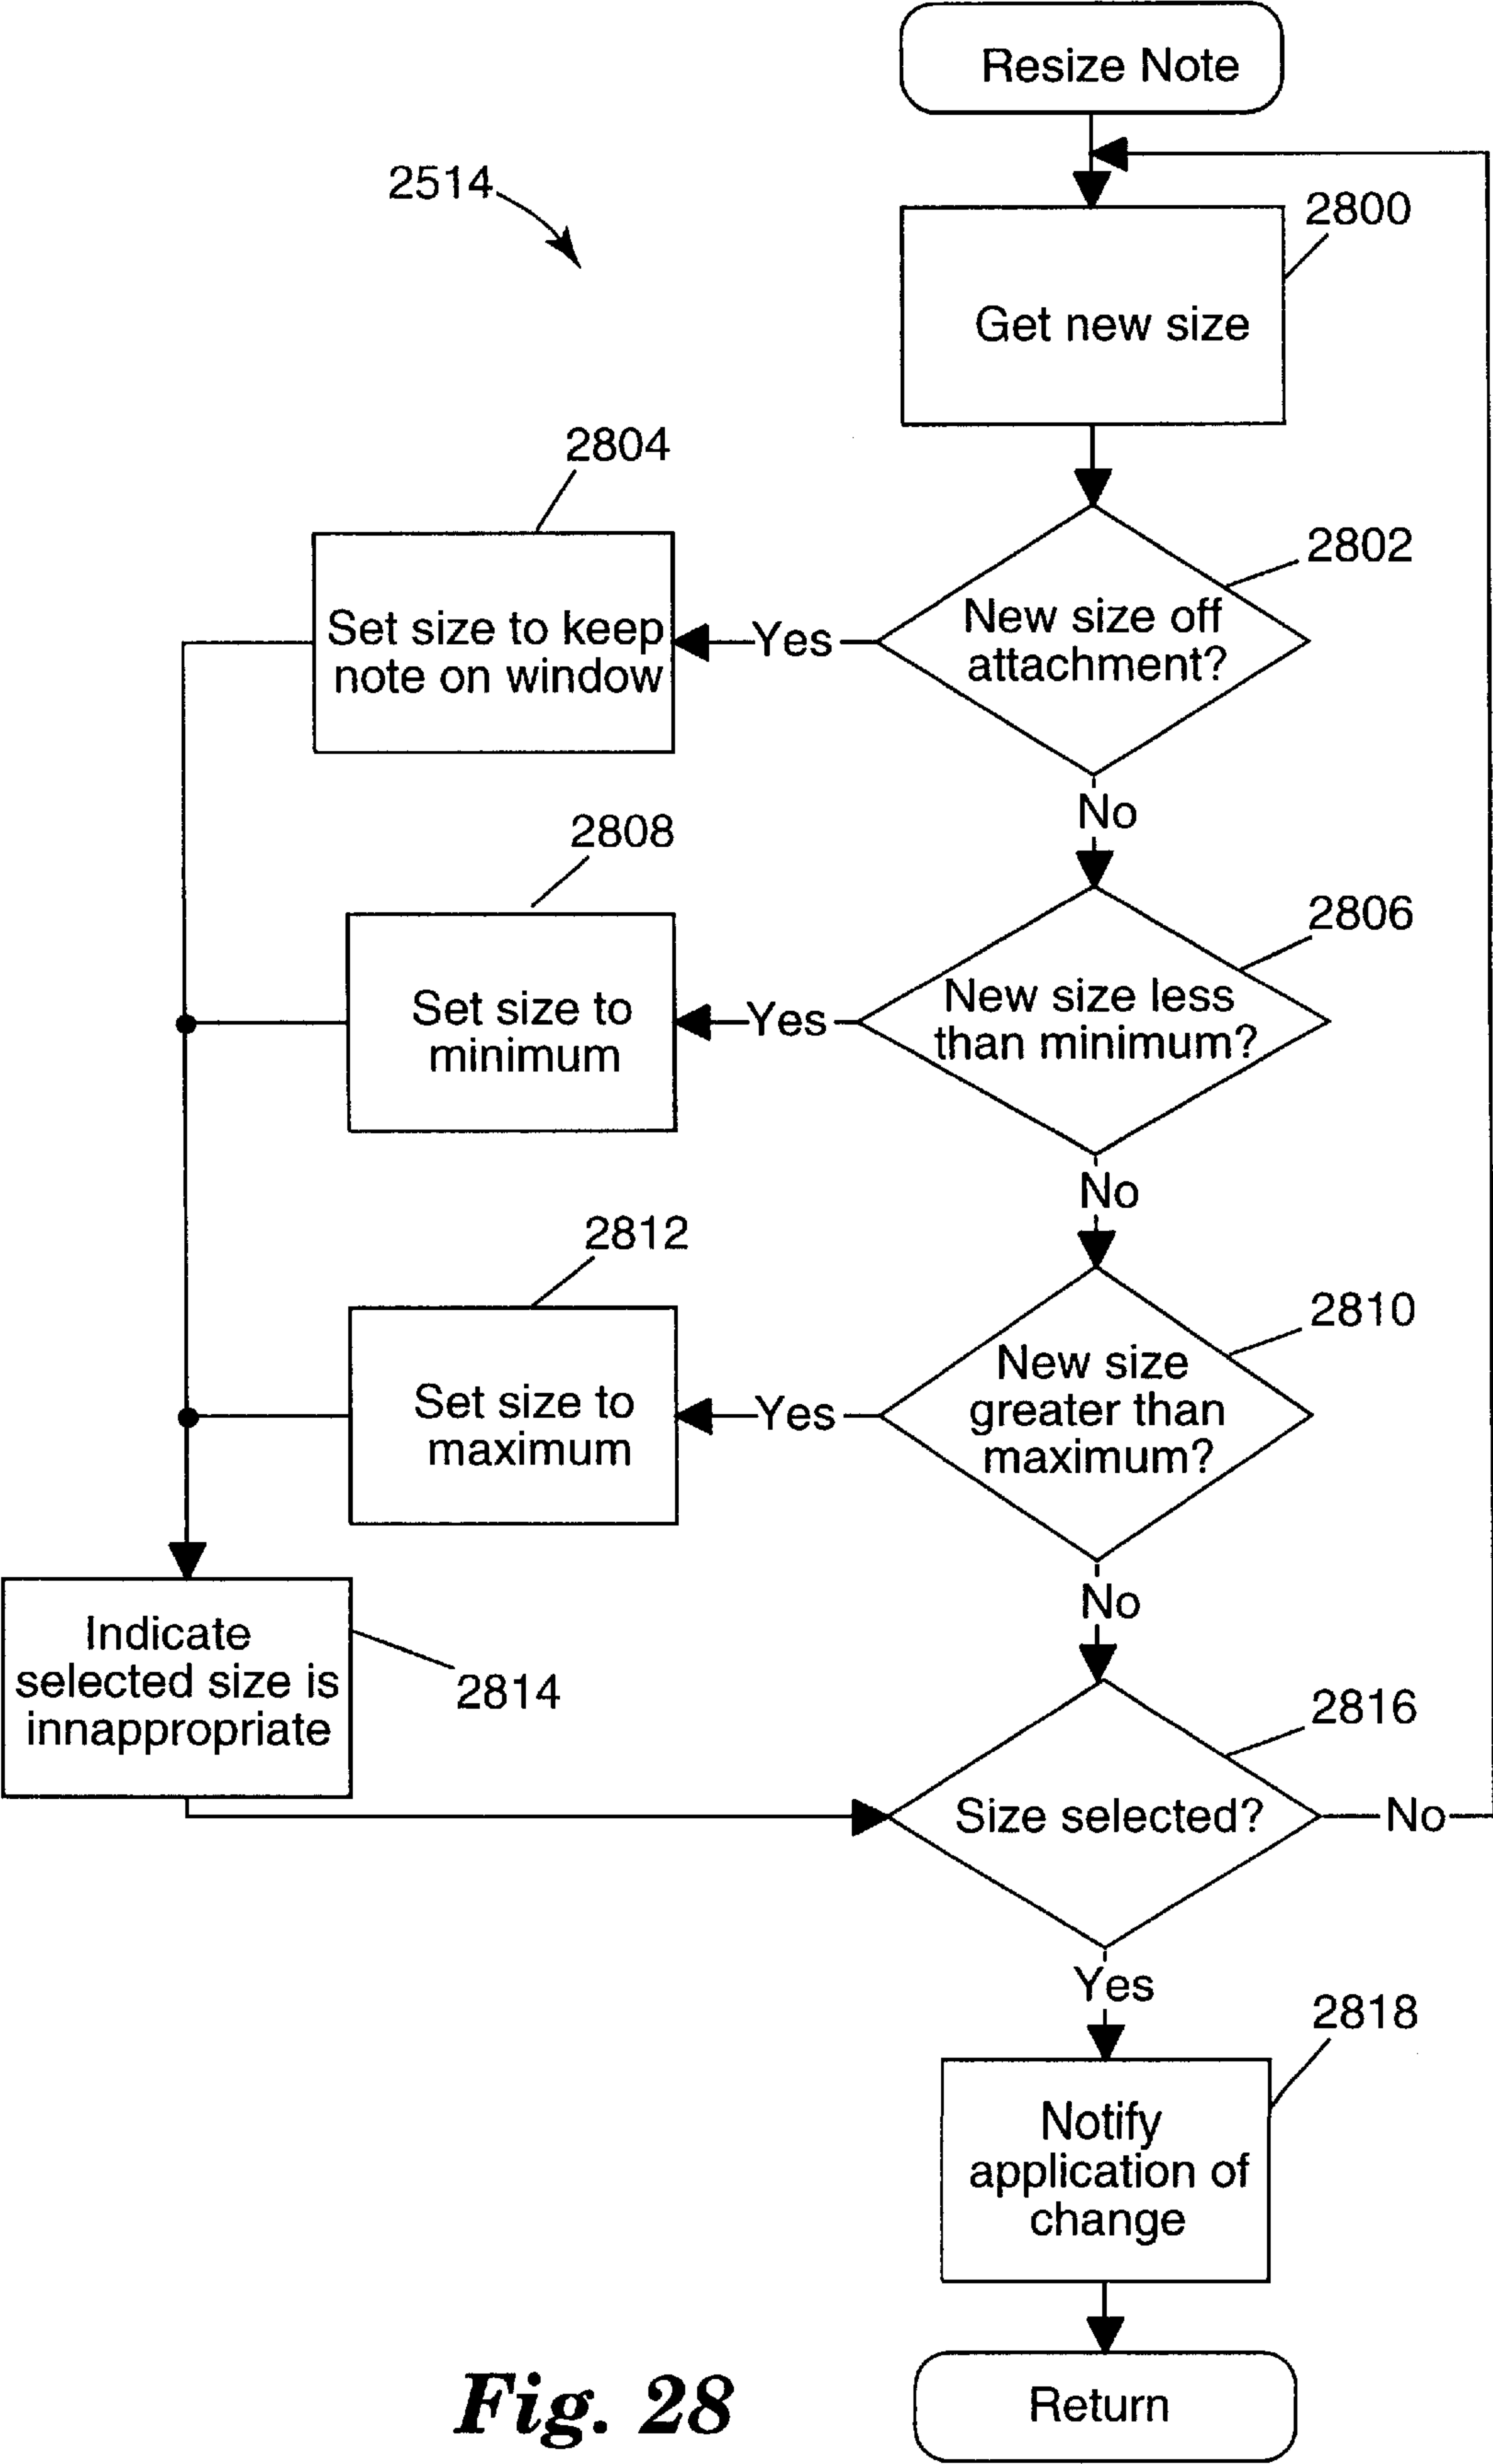 Resize Note
2514
2800
Get new size
2804
2802
Set size to keep
note on window
Yes
New size off
attachment?
No
2808
2806
Set size to
minimum
Yes
New size less
than minimum?
No
2812
2810
Set size to
maximum
Yes
New size
greater than
maximum?
No
Indicate
selected size is
innappropriate
2814
2816
Size selected?
No
Yes
2818
Notify
application of
change
Return
Fig. 28